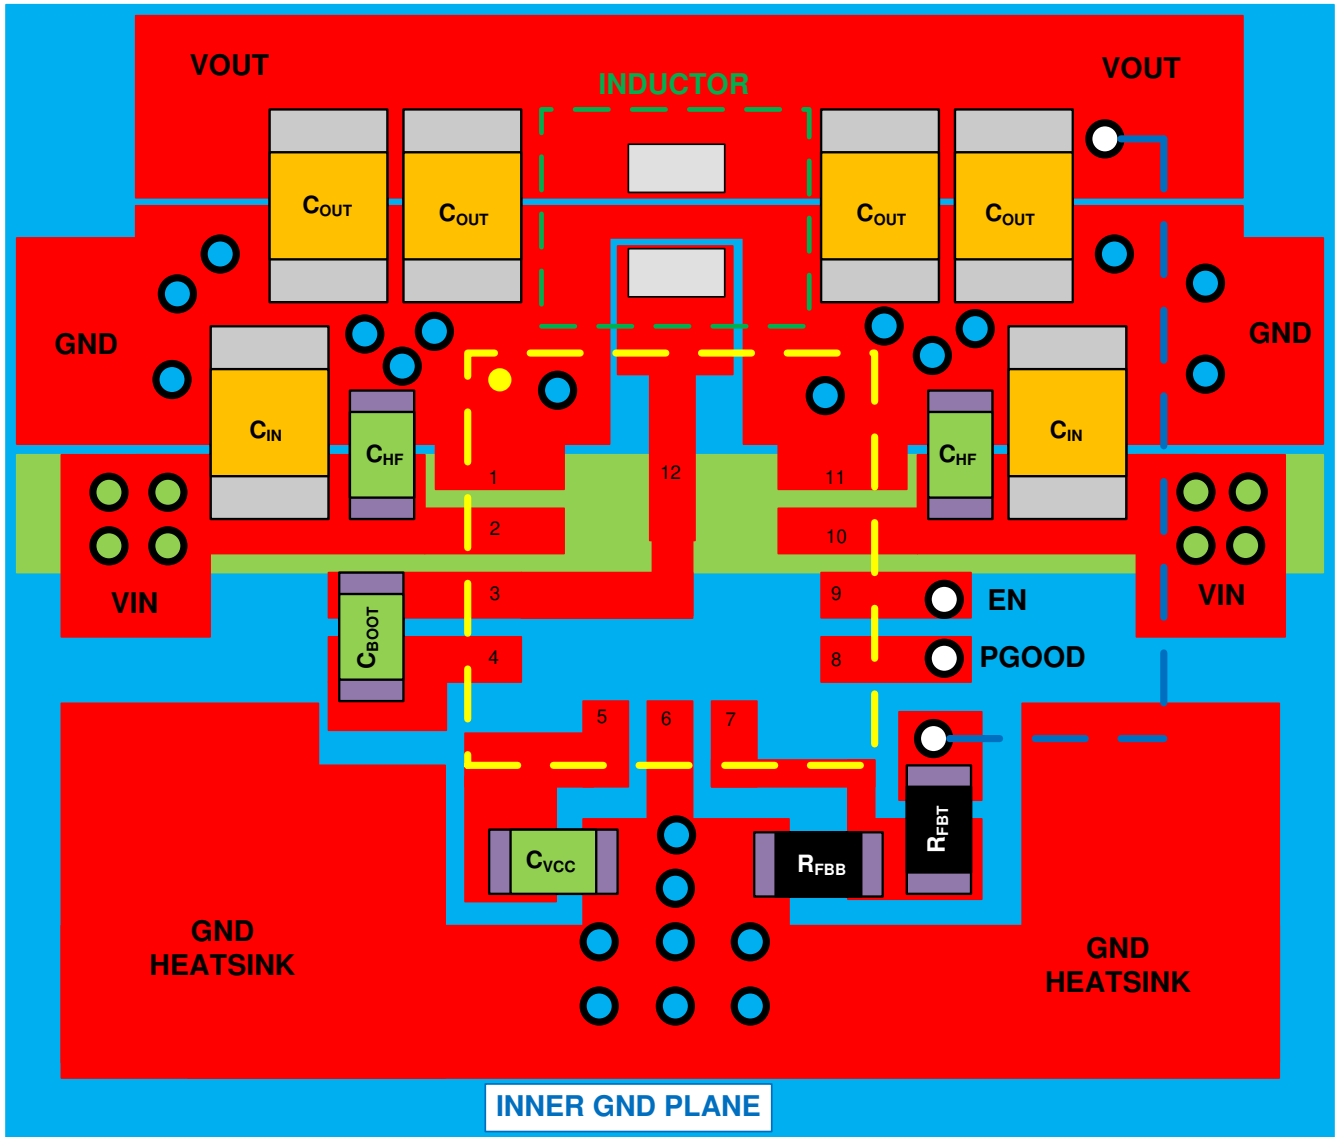 VOUT
VOUT
INDUCTOR
COUT
COUT
COUT
COUT
GND
GND
CIN
CHF
CHF
CIN
1
12
11
2
10
VIN
VIN
3
9
EN
CBOOT
4
8
PGOOD
5
6
7
CVCC
RFBB
RFBT
GND
HEATSINK
GND
HEATSINK
INNER GND PLANE